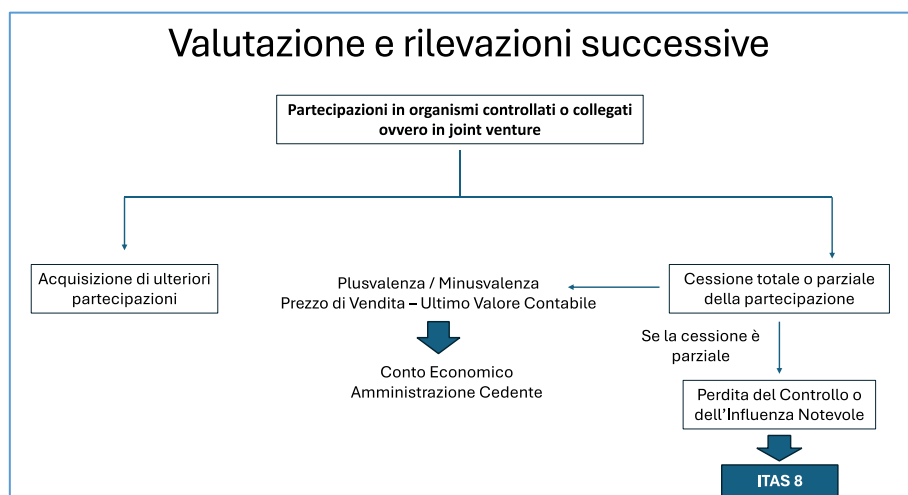 Valutazione e rilevazioni successive
Partecipazioni in organismi controllati o collegati
ovvero in joint venture
Acquisizione di ulteriori
partecipazioni
Plusvalenza / Minusvalenza
Prezzo di Vendita – Ultimo Valore Contabile
Cessione totale o parziale
della partecipazione
Se la cessione è
parziale
Conto Economico
Amministrazione Cedente
Perdita del Controllo o
dell'Influenza Notevole
ITAS 8